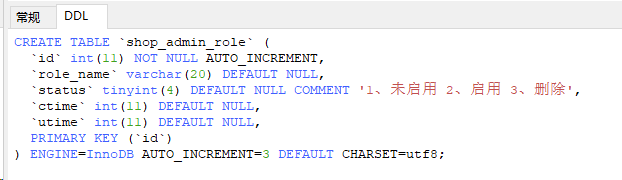 常规 DDL
CREATE TABLE `shop_admin_role` (
  `id` int(11) NOT NULL AUTO_INCREMENT,
  `role_name` varchar(20) DEFAULT NULL,
  `status` tinyint(4) DEFAULT NULL COMMENT '1、未启用 2、启用 3、删除',
  `ctime` int(11) DEFAULT NULL,
  `utime` int(11) DEFAULT NULL,
  PRIMARY KEY (`id`)
) ENGINE=InnoDB AUTO_INCREMENT=3 DEFAULT CHARSET=utf8;